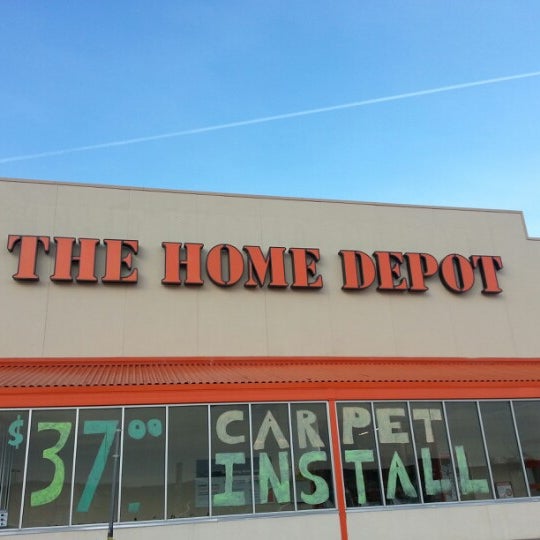 THE HOME DEPOT
$37.00 CARPET
INSTALL